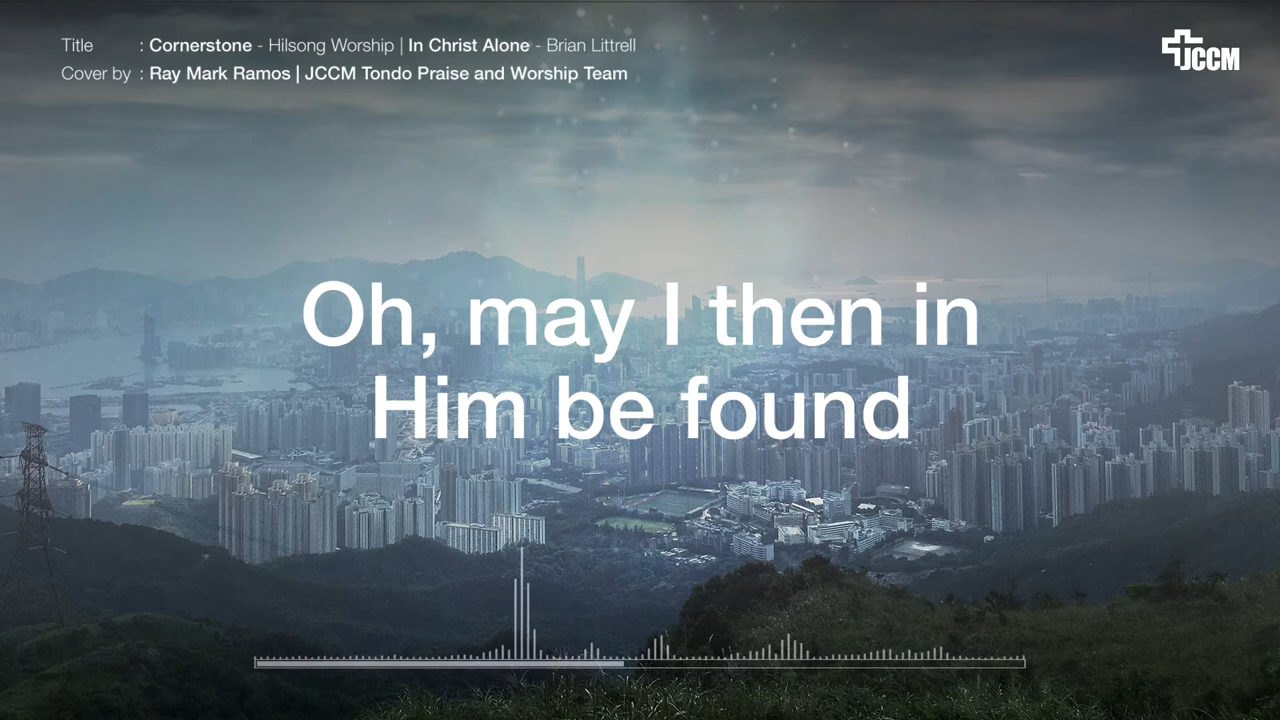 Title : Cornerstone - Hilsong Worship | In Christ Alone - Brian Littrell
Cover by : Ray Mark Ramos | JCCM Tondo Praise and Worship Team
JCCM
Oh, may I then in
Him be found